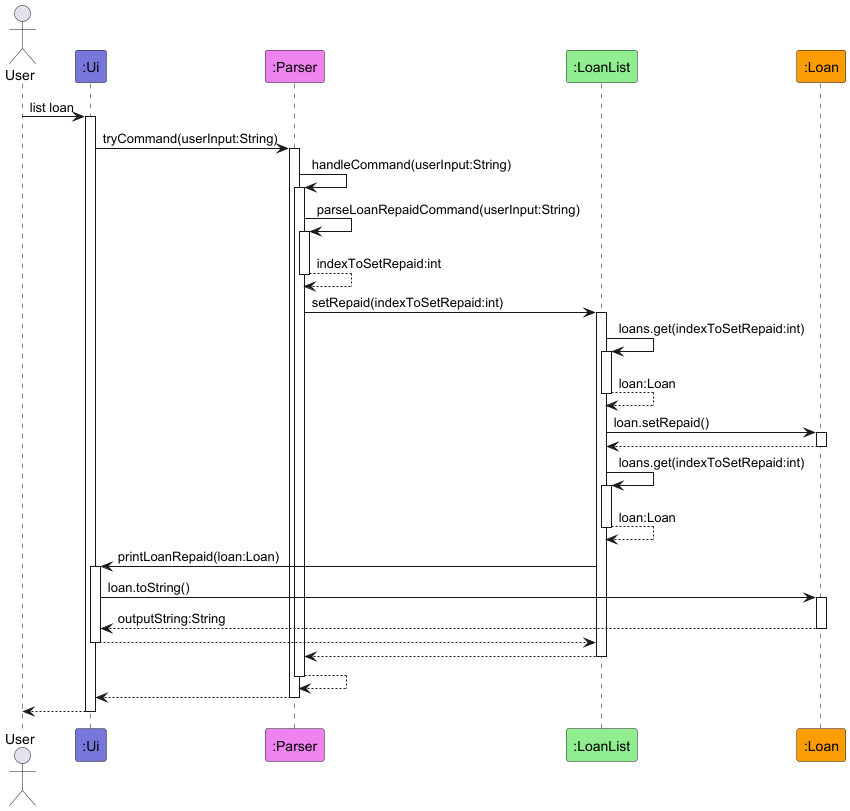 User
:Ui
:Parser
:LoanList
:Loan
list loan
tryCommand(userInput:String)
handleCommand(userInput:String)
parseLoanRepaidCommand(userInput:String)
indexToSetRepaid:int
setRepaid(indexToSetRepaid:int)
loans.get(indexToSetRepaid:int)
loan:Loan
loan.setRepaid()
loans.get(indexToSetRepaid:int)
loan:Loan
printLoanRepaid(loan:Loan)
loan.toString()
outputString:String
User
:Ui
:Parser
:LoanList
:Loan